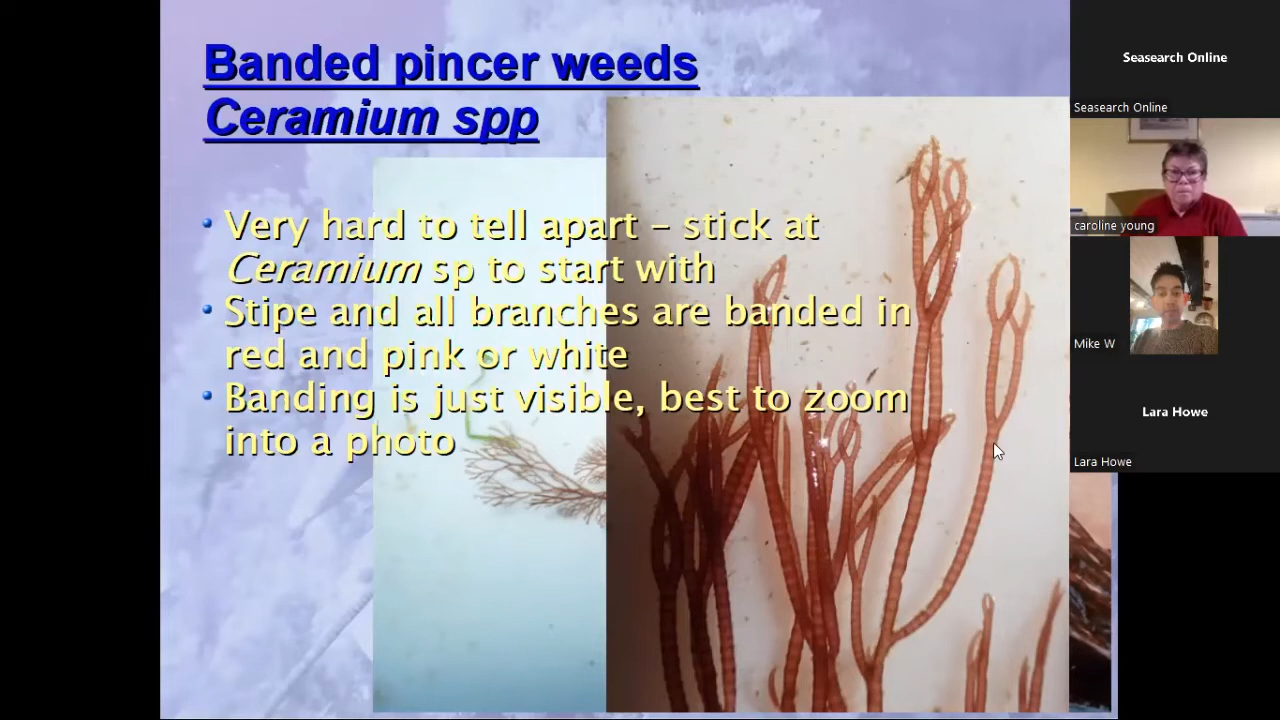 Banded pincer weeds
Ceramium spp
Very hard to tell apart – stick at
Ceramium sp to start with
Stipe and all branches are banded in
red and pink or white
Banding is just visible, best to zoom
into a photo
Seasearch Online
Seasearch Online
caroline young
Mike W
Lara Howe
Lara Howe